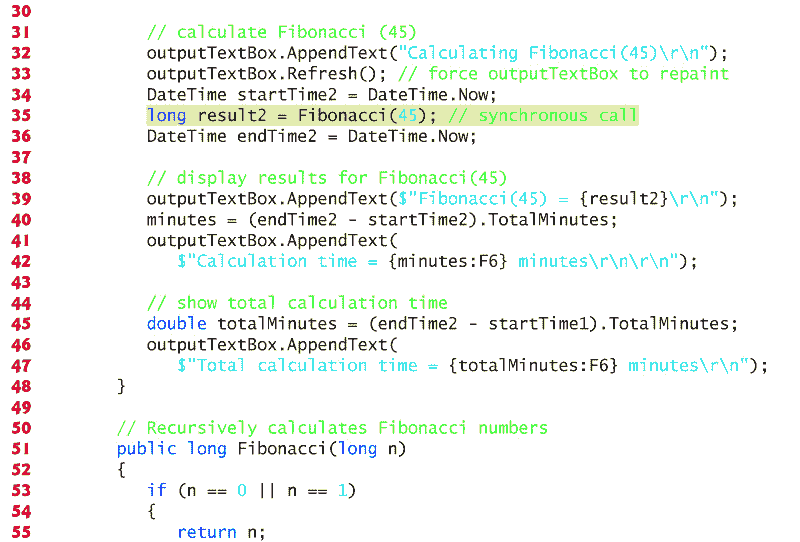 30
31 // calculate Fibonacci (45)
32 outputTextBox.AppendText("Calculating Fibonacci(45)\r\n");
33 outputTextBox.Refresh(); // force outputTextBox to repaint
34 DateTime startTime2 = DateTime.Now;
35 long result2 = Fibonacci(45); // synchronous call
36 DateTime endTime2 = DateTime.Now;
37
38 // display results for Fibonacci(45)
39 outputTextBox.AppendText($"Fibonacci(45) = {result2}\r\n");
40 minutes = (endTime2 - startTime2).TotalMinutes;
41 outputTextBox.AppendText(
42 $"Calculation time = {minutes:F6} minutes\r\n\r\n");
43
44 // show total calculation time
45 double totalMinutes = (endTime2 - startTime1).TotalMinutes;
46 outputTextBox.AppendText(
47 $"Total calculation time = {totalMinutes:F6} minutes\r\n");
48 }
49
50 // Recursively calculates Fibonacci numbers
51 public long Fibonacci(long n)
52 {
53 if (n == 0 || n == 1)
54 {
55 return n;